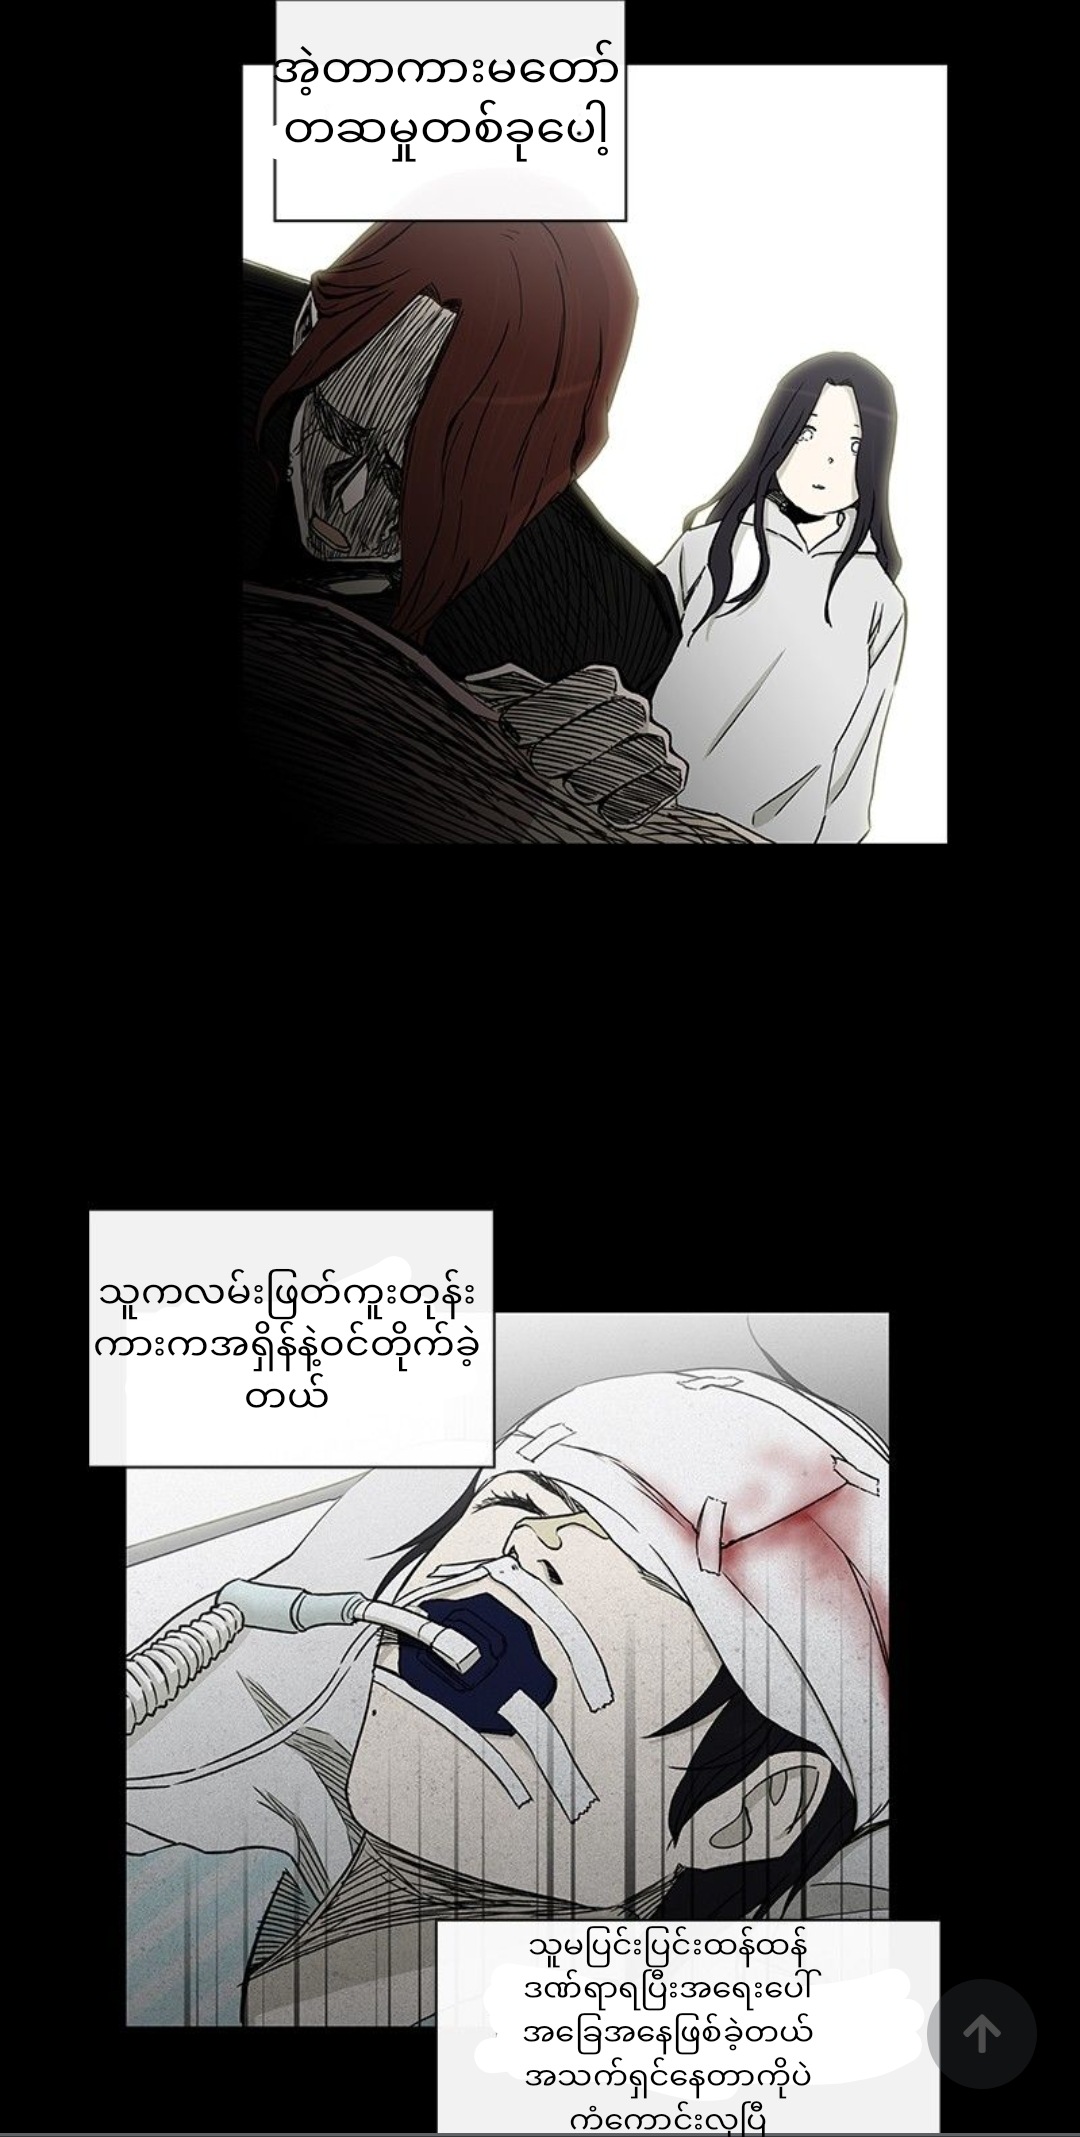 အဲ့တာကားမတော်
တဆမှုတစ်ခုပေါ့
သူကလမ်းဖြတ်ကူးတုန်း
ကားကအရှိန်နဲ့ဝင်တိုက်ခဲ့
တယ်
သူမပြင်းပြင်းထန်ထန်
ဒဏ်ရာရပြီးအရေးပေါ်
အခြေအနေဖြစ်ခဲ့တယ်
အသက်ရှင်နေတာကိုပဲ
ကံကောင်းလှပြီ